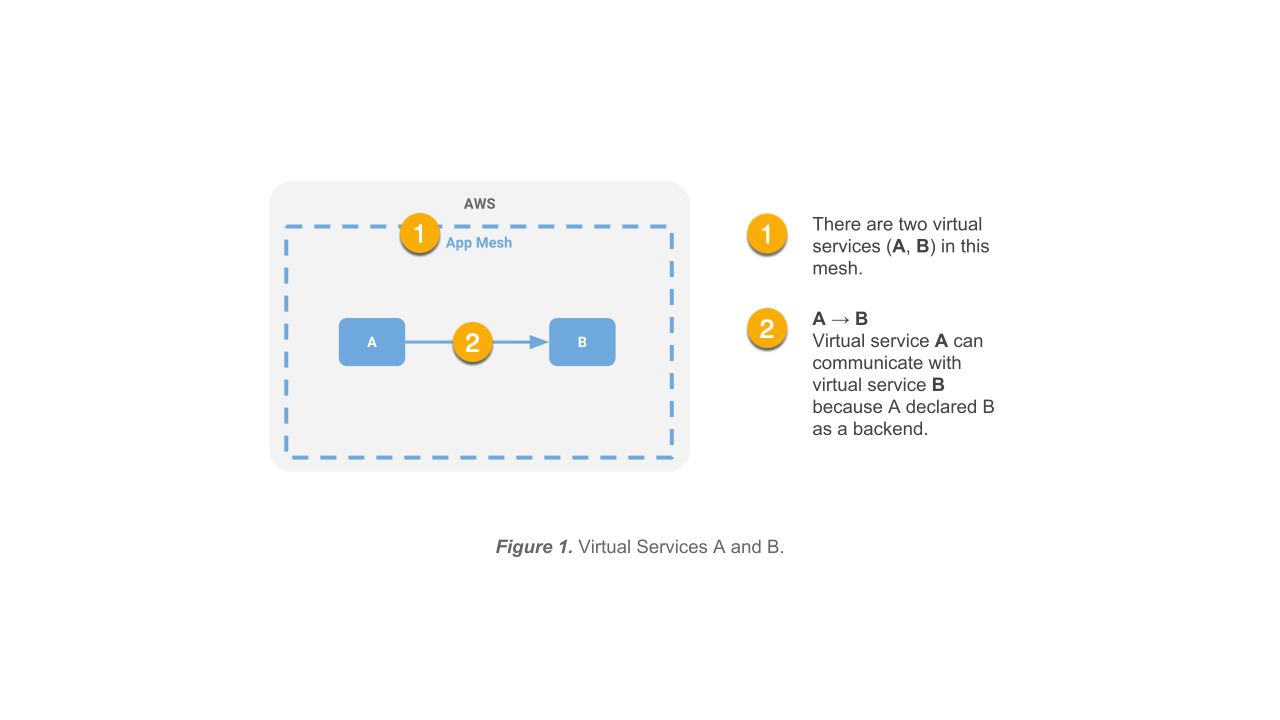 AWS
1
App Mesh
A
2
B
1
There are two virtual
services (A, B) in this
mesh.
2
A → B
Virtual service A can
communicate with
virtual service B
because A declared B
as a backend.
Figure 1. Virtual Services A and B.